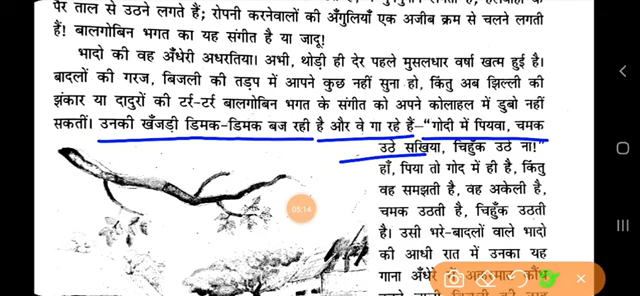 पैर ताल से उठने लगते हैं; रोपनी करनेवालों की अँगुलियाँ एक अजीब क्रम से चलने लगती
हैं! बालगोबिन भगत का यह संगीत है या जादू!
भादो की वह अँधेरी अधरतिया। अभी, थोड़ी ही देर पहले मुसलधार वर्षा खत्म हुई है।
बादलों की गरज, बिजली की तड़प में आपने कुछ नहीं सुना हो, किंतु अब झिल्ली की
झंकार या दादुरों की टर्र-टर्र बालगोबिन भगत के संगीत को अपने कोलाहल में डुबो नहीं
सकतीं। उनकी खँजड़ी डिमक-डिमक बज रही है और वे गा रहे हैं–“गोदी में पियवा, चमक
उठे सखिया, चिहुँक उठे ना!”
हाँ, पिया तो गोद में ही है, किंतु
वह समझती है, वह अकेली है,
चमक उठती है, चिहुँक उठती
है। उसी भरे-बादलों वाले भादो
की आधी रात में उनका यह
गाना अँधेरे में अकस्मात कौंध
05:14